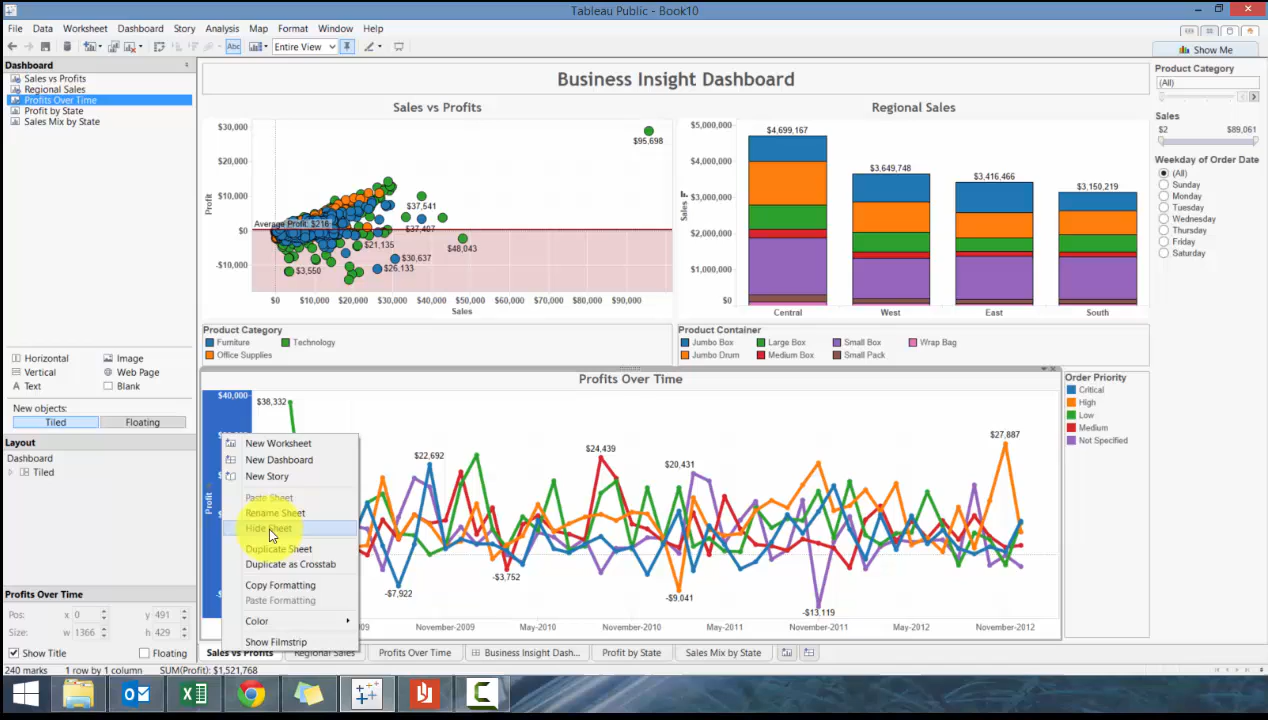 Tableau Public - Book10
File Data Worksheet Dashboard Story Analysis Map Format Window Help
Abc Entire View Show Me
Dashboard
Sales vs Profits
Regional Sales
Profits Over Time
Profit by State
Sales Mix by State
Horizontal Image
Vertical Web Page
Text Blank
New objects:
Tiled Floating
Layout
Dashboard
Tiled
Profits Over Time
Pos: x 0 y 491
Size: w 1366 h 429
Show Title Floating
240 marks 1 row by 1 column SUM(Profit): $1,521,768
Business Insight Dashboard
Sales vs Profits
$30,000
$20,000
$10,000
$0
-$10,000
Profit
$95,698
$37,541
Average Profit: $216
$37,407
$21,135
$48,043
$30,637
$26,133
$3,550
$0 $10,000 $20,000 $30,000 $40,000 $50,000 $60,000 $70,000 $80,000 $90,000
Sales
Regional Sales
$5,000,000
$4,000,000
$3,000,000
$2,000,000
$1,000,000
$0
Sales
$4,699,167
$3,649,748
$3,416,466
$3,150,219
Central West East South
Product Category
Furniture Technology
Office Supplies
Product Container
Jumbo Box Large Box Small Box Wrap Bag
Jumbo Drum Medium Box Small Pack
Product Category
(All)
Sales
$2 $89,061
Weekday of Order Date
(All)
Sunday
Monday
Tuesday
Wednesday
Thursday
Friday
Saturday
Profits Over Time
$40,000
Profit
$38,332
$22,692
$24,439
$20,431
$27,887
-$7,922
-$3,752
-$9,041
-$13,119
November-2009 May-2010 November-2010 May-2011 November-2011 May-2012 November-2012
Order Priority
Critical
High
Low
Medium
Not Specified
New Worksheet
New Dashboard
New Story
Paste Sheet
Rename Sheet
Hide Sheet
Duplicate Sheet
Duplicate as Crosstab
Copy Formatting
Paste Formatting
Color
Show Filmstrip
Sales vs Profits Regional Sales Profits Over Time Business Insight Dash... Profit by State Sales Mix by State